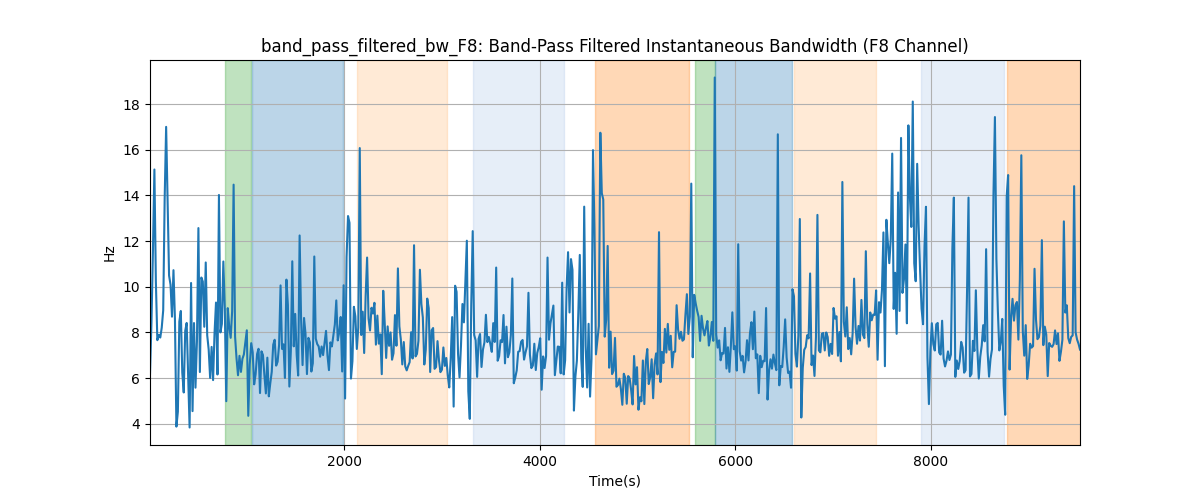 band_pass_filtered_bw_F8: Band-Pass Filtered Instantaneous Bandwidth (F8 Channel)
18
16
14
12
10
8
6
4
Hz
2000 4000 6000 8000
Time(s)